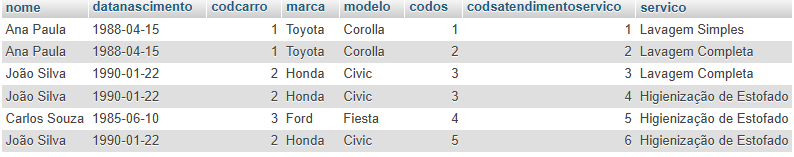 nome datanascimento codcarro marca modelo codos codsatendimentoservico servico
Ana Paula 1988-04-15 1 Toyota Corolla 1 1 Lavagem Simples
Ana Paula 1988-04-15 1 Toyota Corolla 2 2 Lavagem Completa
João Silva 1990-01-22 2 Honda Civic 3 3 Lavagem Completa
João Silva 1990-01-22 2 Honda Civic 3 4 Higienização de Estofado
Carlos Souza 1985-06-10 3 Ford Fiesta 4 5 Higienização de Estofado
João Silva 1990-01-22 2 Honda Civic 5 6 Higienização de Estofado